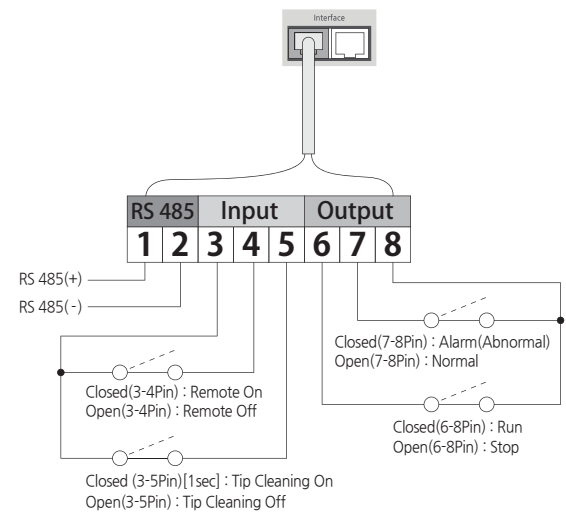 Interface
RS 485 Input Output
1 2 3 4 5 6 7 8
RS 485(+)
RS 485(-)
Closed(7-8Pin) : Alarm(Abnormal)
Open(7-8Pin) : Normal
Closed(3-4Pin) : Remote On
Open(3-4Pin) : Remote Off
Closed(6-8Pin) : Run
Open(6-8Pin) : Stop
Closed (3-5Pin)[1sec] : Tip Cleaning On
Open(3-5Pin) : Tip Cleaning Off